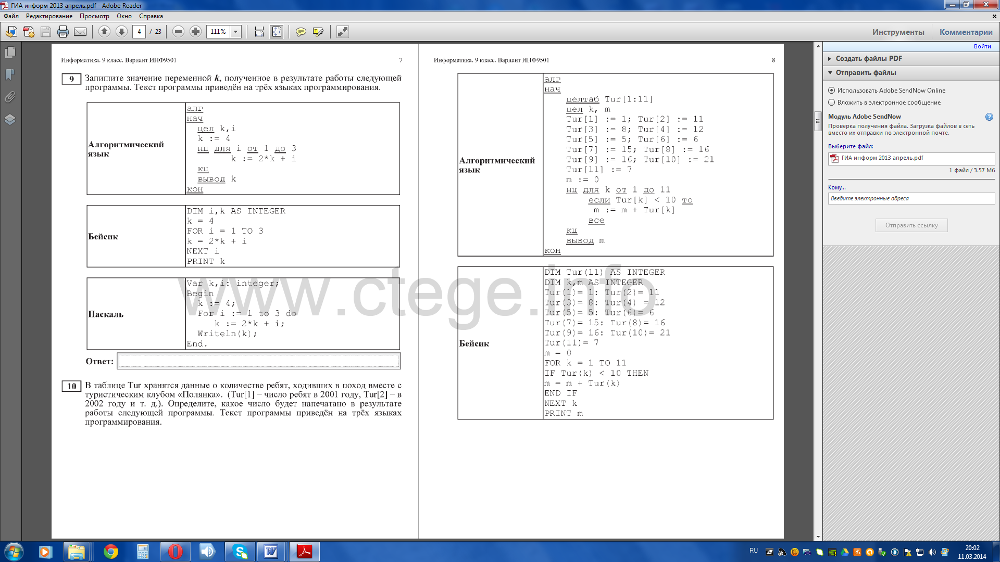 ГИА информ 2013 апрель.pdf - Adobe Reader
Файл Редактирование Просмотр Окно Справка
4 / 23 111% Инструменты Комментарии
Информатика. 9 класс. Вариант ИНФ9501 7
9 Запишите значение переменной k, полученное в результате работы следующей
программы. Текст программы приведён на трёх языках программирования.
Алгоритмический
язык
алг
нач
цел k,i
k := 4
нц для i от 1 до 3
k := 2*k + i
кц
вывод k
кон
Бейсик
DIM i,k AS INTEGER
k = 4
FOR i = 1 TO 3
k = 2*k + i
NEXT i
PRINT k
Паскаль
Var k,i: integer;
Begin
k := 4;
For i := 1 to 3 do
k := 2*k + i;
Writeln(k);
End.
Ответ:
10 В таблице Tur хранятся данные о количестве ребят, ходивших в поход вместе с
туристическим клубом «Полянка». (Tur[1] – число ребят в 2001 году, Tur[2] – в
2002 году и т. д.). Определите, какое число будет напечатано в результате
работы следующей программы. Текст программы приведён на трёх языках
программирования.
Информатика. 9 класс. Вариант ИНФ9501 8
Алгоритмический
язык
алг
нач
целтаб Tur[1:11]
цел k, m
Tur[1] := 1; Tur[2] := 11
Tur[3] := 8; Tur[4] := 12
Tur[5] := 5; Tur[6] := 6
Tur[7] := 15; Tur[8] := 16
Tur[9] := 16; Tur[10] := 21
Tur[11] := 7
m := 0
нц для k от 1 до 11
если Tur[k] < 10 то
m := m + Tur[k]
все
кц
вывод m
кон
Бейсик
DIM Tur(11) AS INTEGER
DIM k,m AS INTEGER
Tur(1)= 1: Tur(2)= 11
Tur(3)= 8: Tur(4) = 12
Tur(5)= 5: Tur(6)= 6
Tur(7)= 15: Tur(8)= 16
Tur(9)= 16: Tur(10)= 21
Tur(11)= 7
m = 0
FOR k = 1 TO 11
IF Tur(k) < 10 THEN
m = m + Tur(k)
END IF
NEXT k
PRINT m
www.ctege.info
Войти
Создать файлы PDF
Отправить файлы
Использовать Adobe SendNow Online
Вложить в электронное сообщение
Модуль Adobe SendNow
Проверка получения файла. Загрузка файлов в сеть
вместо их отправки по электронной почте.
Выберите файл:
ГИА информ 2013 апрель.pdf
1 файл / 3.57 Мб
Кому...
Введите электронные адреса
Отправить ссылку
RU 20:02
11.03.2014